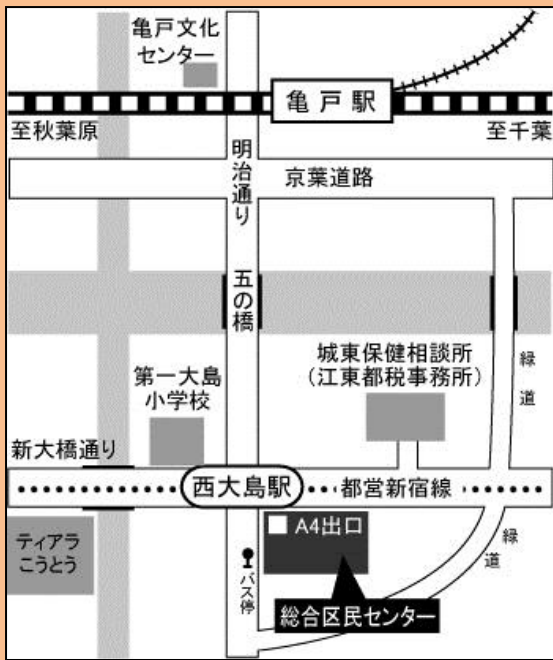 亀戸文化
センター
亀戸駅
至秋葉原
至千葉
明治通り
京葉道路
五の橋
城東保健相談所
（江東都税事務所）
緑道
第一大島
小学校
新大橋通り
西大島駅
都営新宿線
A4出口
ティアラ
こうとう
バス停
緑道
総合区民センター